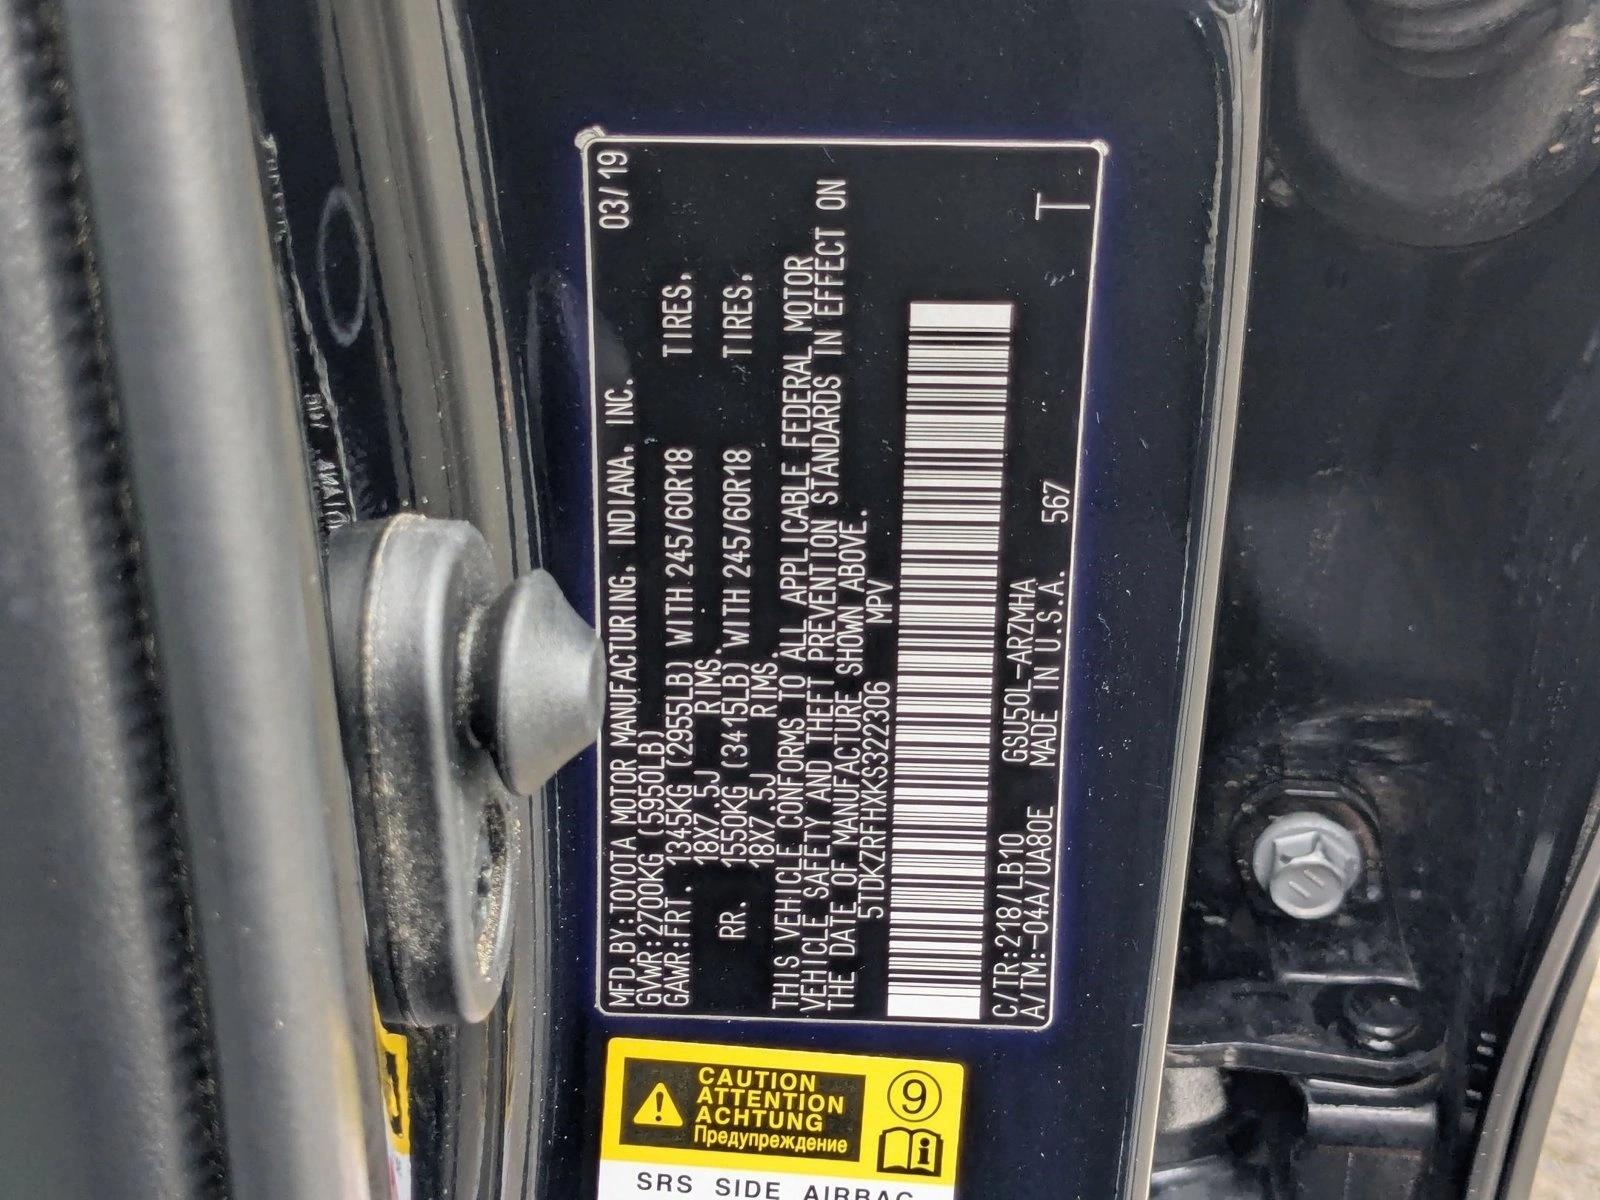 03/19
MFD.BY:TOYOTA MOTOR MANUFACTURING, INDIANA, INC.
GVWR:2700KG (5950LB)
GAWR:FRT. 1345KG (2955LB) WITH 245/60R18 TIRES,
18X7.5J RIMS,
RR. 1550KG (3415LB) WITH 245/60R18 TIRES,
18X7.5J RIMS.
THIS VEHICLE CONFORMS TO ALL APPLICABLE FEDERAL MOTOR
VEHICLE SAFETY AND THEFT PREVENTION STANDARDS IN EFFECT ON
THE DATE OF MANUFACTURE SHOWN ABOVE.
5TDKZRFHXKS322306 MPV
C/TR:218/LB10 GSU50L-ARZMHA
A/TM:-04A/UA80E MADE IN U.S.A. 567 T
CAUTION
ATTENTION
ACHTUNG
Предупреждение
9
i
SRS SIDE AIRBAG